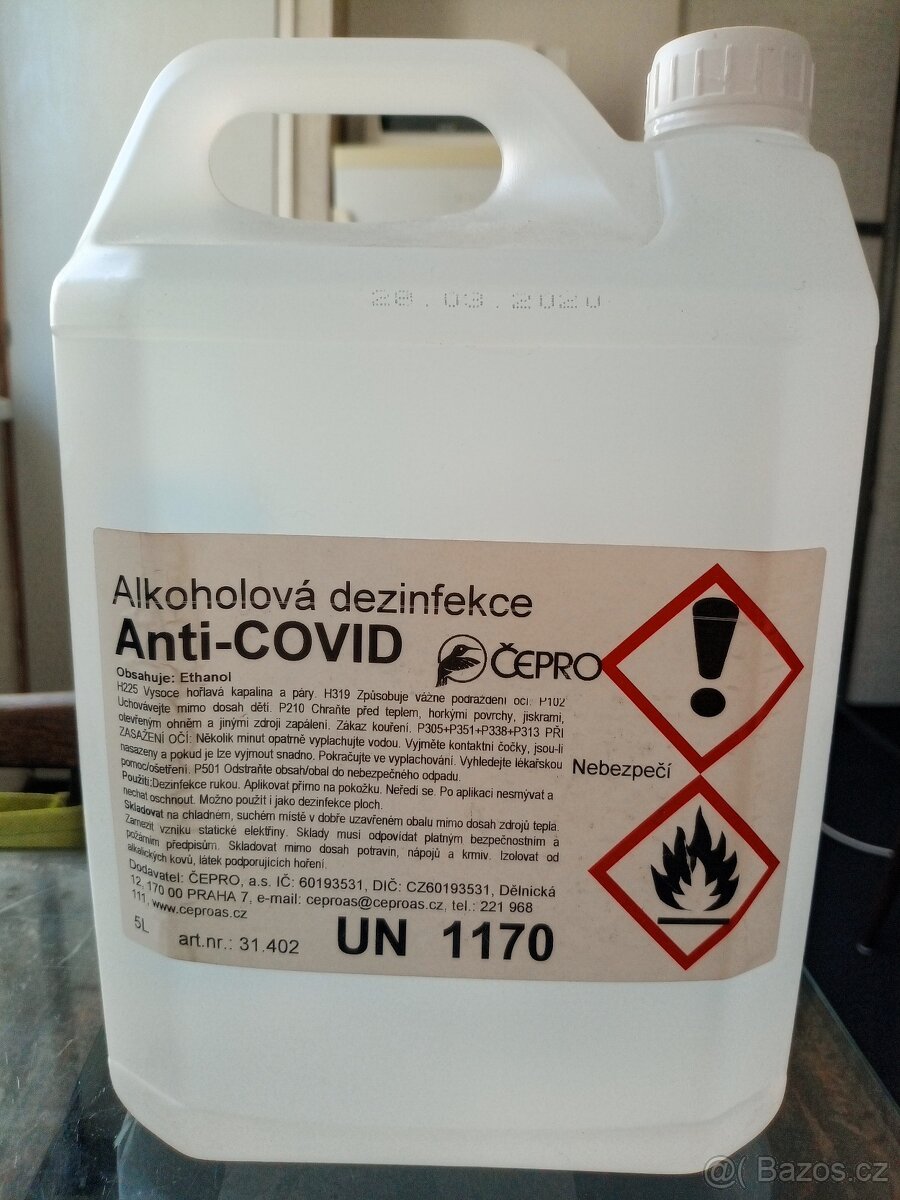 28.03.2020
Alkoholová dezinfekce
Anti-COVID
ČEPRO
Obsahuje: Ethanol
H225 Vysoce hořlavá kapalina a páry. H319 Způsobuje vážné podráždění očí. P102
Uchovávejte mimo dosah dětí. P210 Chraňte před teplem, horkými povrchy, jiskrami,
otevřeným ohněm a jinými zdroji zapálení. Zákaz kouření. P305+P351+P338+P313 PŘI
ZASAŽENÍ OČÍ: Několik minut opatrně vyplachujte vodou. Vyjměte kontaktní čočky, jsou-li
nasazeny a pokud je lze vyjmout snadno. Pokračujte ve vyplachování. Vyhledejte lékařskou
pomoc/ošetření. P501 Odstraňte obsah/obal do nebezpečného odpadu.
Použití:Dezinfekce rukou. Aplikovat přímo na pokožku. Neředí se. Po aplikaci nesmývat a
nechat oschnout. Možno použít i jako dezinfekce ploch.
Skladovat na chladném, suchém místě v dobře uzavřeném obalu mimo dosah zdrojů tepla.
Zamezit vzniku statické elektřiny. Sklady musí odpovídat platným bezpečnostním a
požárním předpisům. Skladovat mimo dosah potravin, nápojů a krmiv. Izolovat od
alkalických kovů, látek podporujících hoření.
Dodavatel: ČEPRO, a.s. IČ: 60193531, DIČ: CZ60193531, Dělnická
12, 170 00 PRAHA 7, e-mail: ceproas@ceproas.cz, tel.: 221 968
111, www.ceproas.cz
Nebezpečí
5L
art.nr.: 31.402
UN 1170
@( Bazos.cz